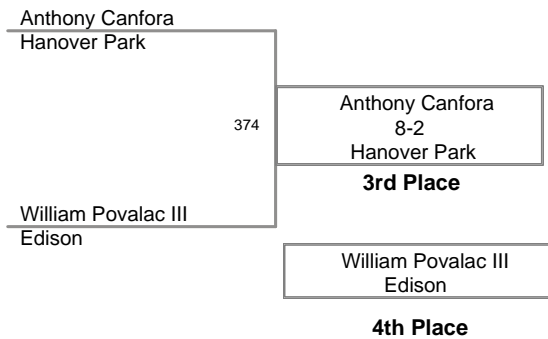 Anthony Canfora
Hanover Park
374
Anthony Canfora
8-2
Hanover Park
3rd Place
William Povalac III
Edison
William Povalac III
Edison
4th Place